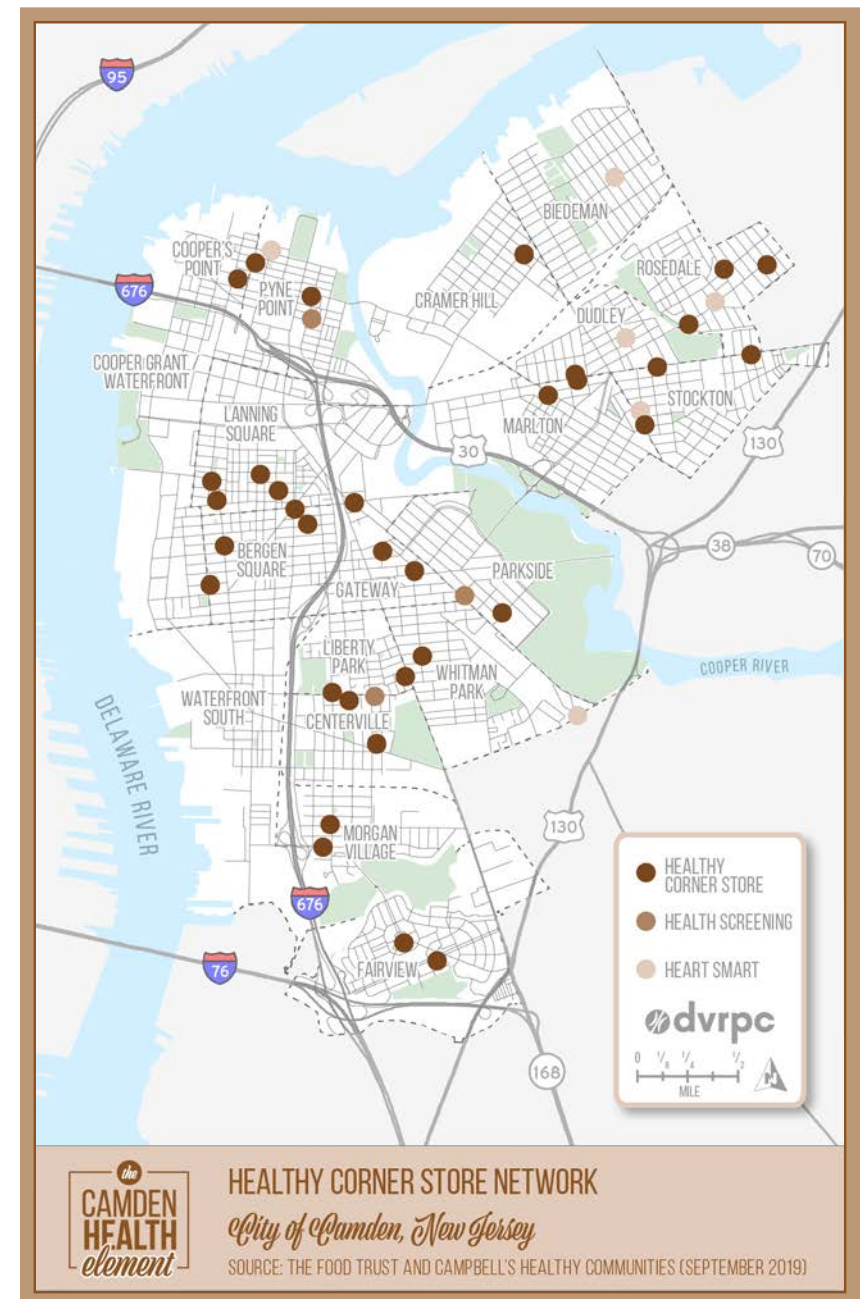 95
BIEDEMAN
COOPER'S
POINT
ROSEDALE
676
PYNE
POINT
CRAMER HILL
DUDLEY
COOPER GRANT
WATERFRONT
STOCKTON
LANNING
SQUARE
MARLTON
130
30
38
70
BERGEN
SQUARE
PARKSIDE
GATEWAY
LIBERTY
PARK
WHITMAN
PARK
COOPER RIVER
WATERFRONT
SOUTH
CENTERVILLE
DELAWARE RIVER
130
MORGAN
VILLAGE
676
76
FAIRVIEW
168
HEALTHY
CORNER STORE
HEALTH SCREENING
HEART SMART
dvrpc
0 1/8 1/4 1/2
MILE
N
the
CAMDEN
HEALTH
element
HEALTHY CORNER STORE NETWORK
City of Camden, New Jersey
SOURCE: THE FOOD TRUST AND CAMPBELL'S HEALTHY COMMUNITIES (SEPTEMBER 2019)